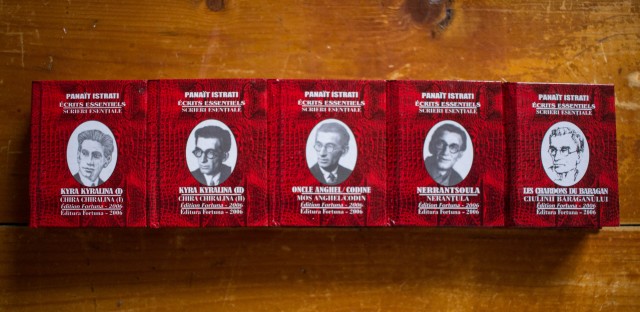 PANAÏT ISTRATI
ÉCRITS ESSENTIELS
SCRIERI ESENȚIALE
KYRA KYRALINA (I)
CHIRA CHIRALINA (I)
Édition Fortuna - 2006
Editura Fortuna - 2006
PANAÏT ISTRATI
ÉCRITS ESSENTIELS
SCRIERI ESENȚIALE
KYRA KYRALINA (II)
CHIRA CHIRALINA (II)
Édition Fortuna - 2006
Editura Fortuna - 2006
PANAÏT ISTRATI
ÉCRITS ESSENTIELS
SCRIERI ESENȚIALE
ONCLE ANGHEL/CODINE
MOȘ ANGHEL/CODIN
Édition Fortuna - 2006
Editura Fortuna - 2006
PANAÏT ISTRATI
ÉCRITS ESSENTIELS
SCRIERI ESENȚIALE
NERRANTSOULA
NERANȚULA
Édition Fortuna - 2006
Editura Fortuna - 2006
PANAÏT ISTRATI
ÉCRITS ESSENTIELS
SCRIERI ESENȚIALE
LES CHARDONS DU BARAGAN
CIULINII BĂRĂGANULUI
Édition Fortuna - 2006
Editura Fortuna - 2006